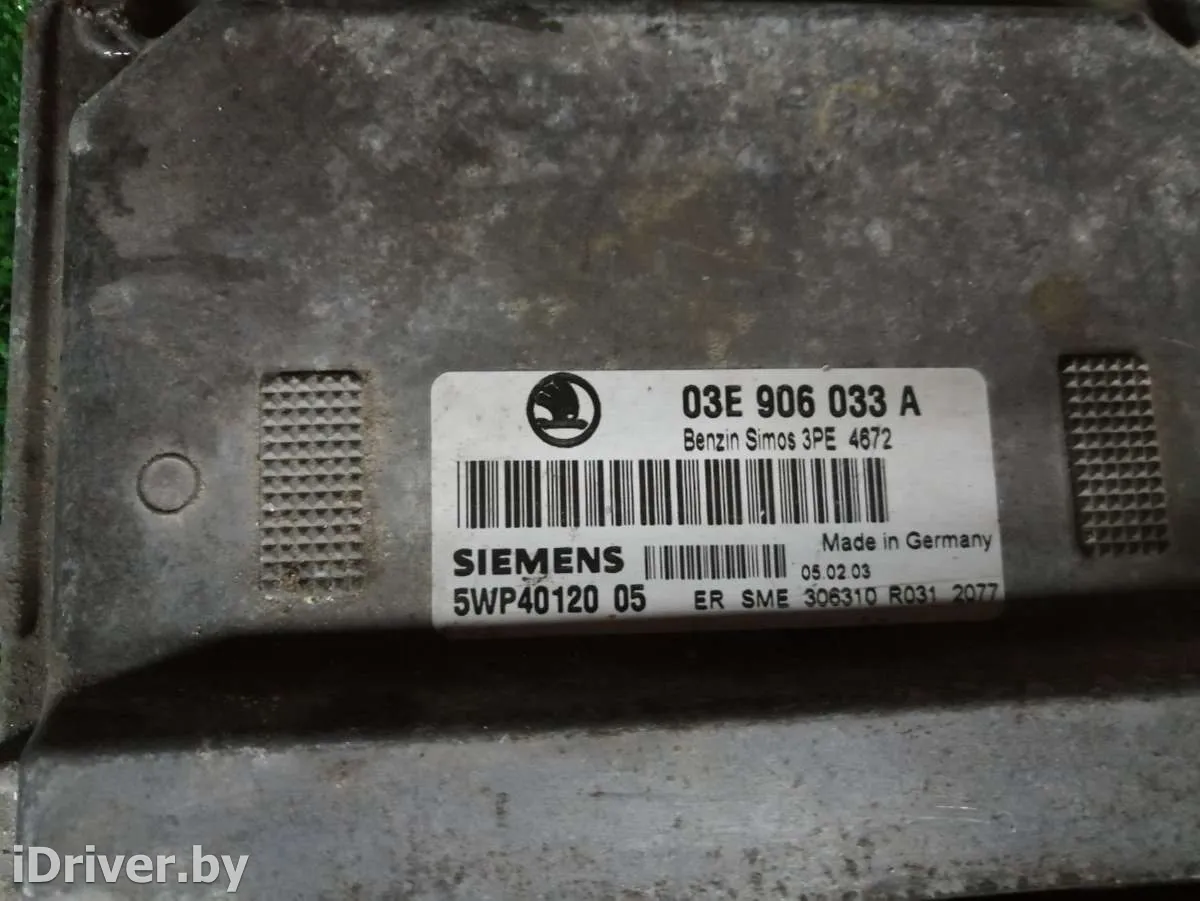 03E 906 033 A
Benzin Simos 3PE 4672
Made in Germany
SIEMENS
05.02.03
5WP40120 05 ER SME 306310 R031 2077
iDriver.by